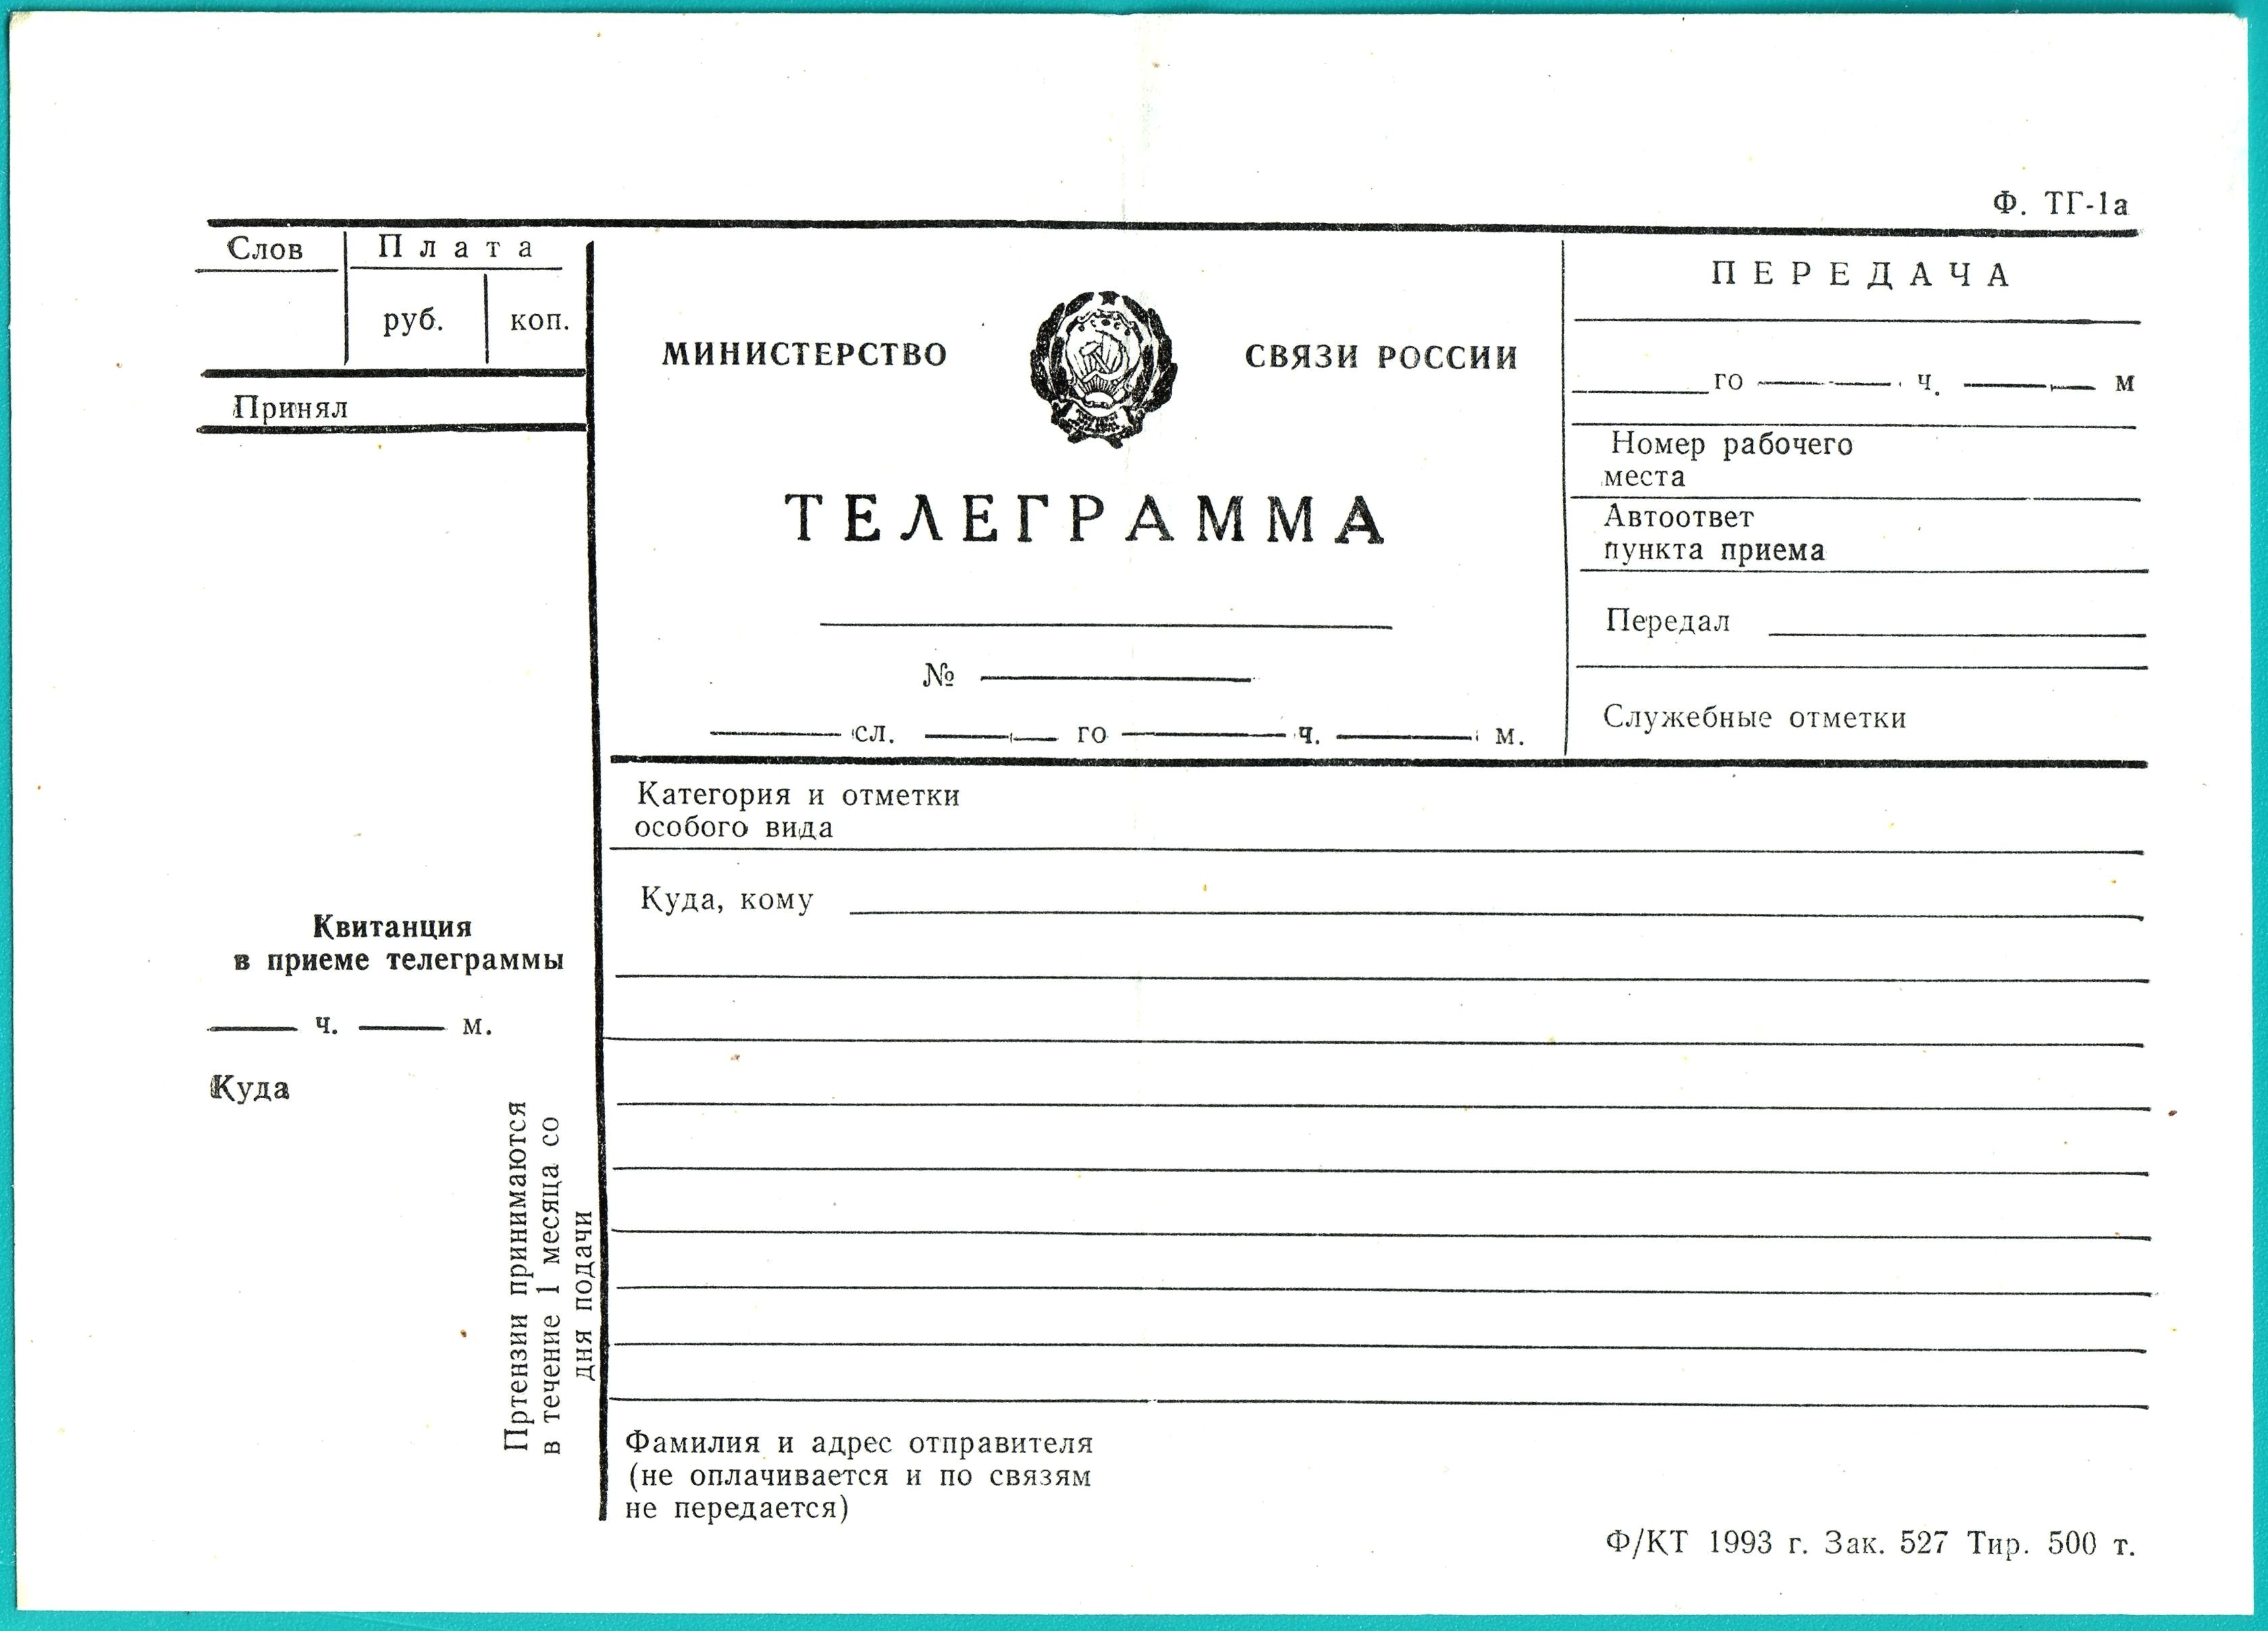 Ф. ТГ-1а
Слов
Плата
руб.
коп.
Принял
МИНИСТЕРСТВО
СВЯЗИ РОССИИ
ТЕЛЕГРАММА
№
сл. го ч. м.
ПЕРЕДАЧА
го ч. м
Номер рабочего
места
Автоответ
пункта приема
Передал
Служебные отметки
Категория и отметки
особого вида
Куда, кому
Квитанция
в приеме телеграммы
ч. м.
Куда
Пртензии принимаются
в течение 1 месяца со
дня подачи
Фамилия и адрес отправителя
(не оплачивается и по связям
не передается)
Ф/КТ 1993 г. Зак. 527 Тир. 500 т.